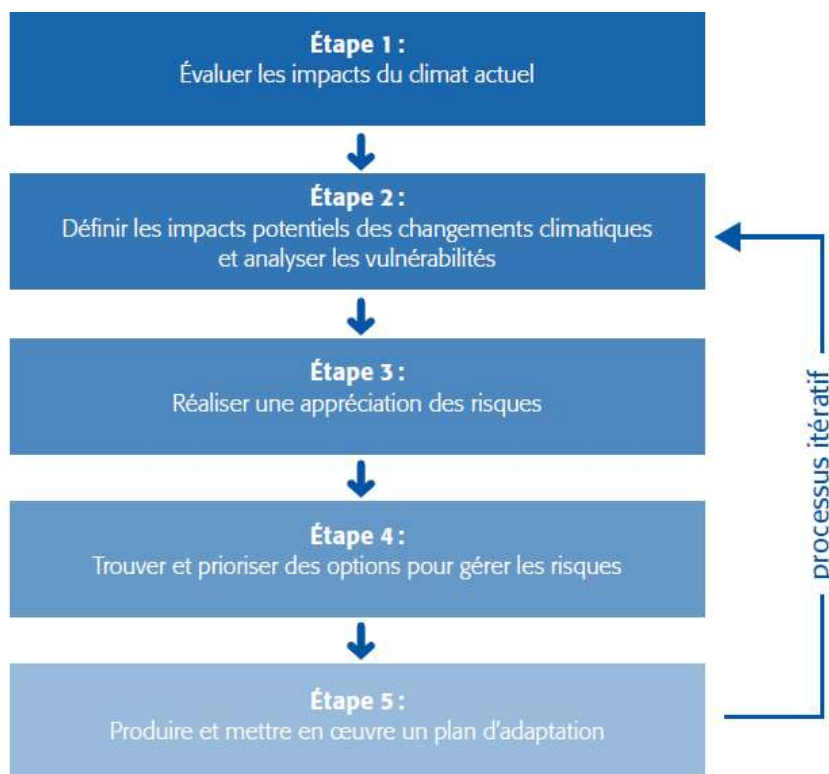 Étape 1 :
Évaluer les impacts du climat actuel
Étape 2 :
Définir les impacts potentiels des changements climatiques
et analyser les vulnérabilités
Étape 3 :
Réaliser une appréciation des risques
Étape 4 :
Trouver et prioriser des options pour gérer les risques
Étape 5 :
Produire et mettre en œuvre un plan d'adaptation
processus itératif